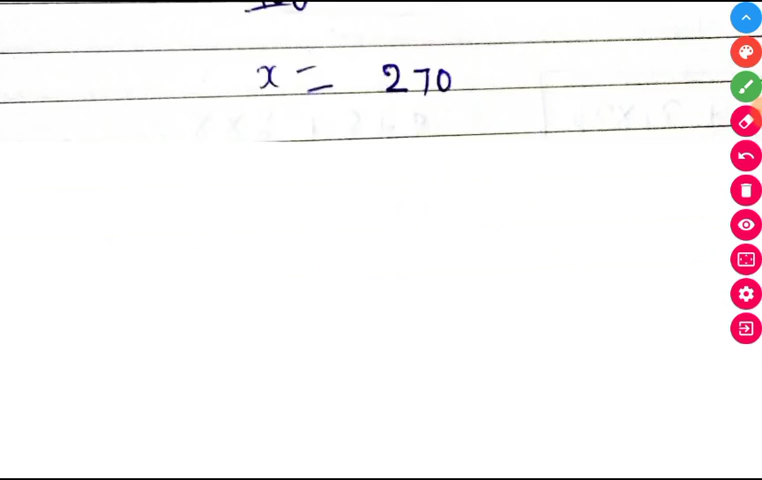 x = 270